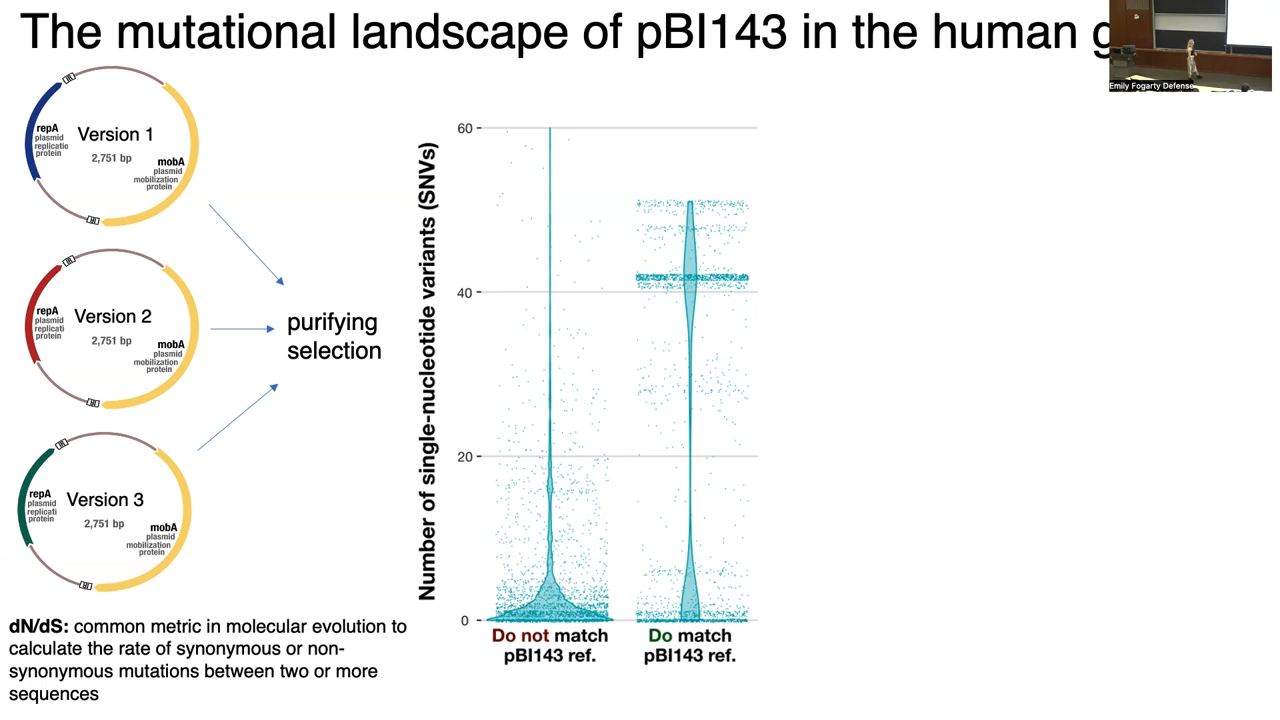 The mutational landscape of pBI143 in the human g
Emily Fogarty Defense
repA
plasmid
replicatio
protein
Version 1
2,751 bp
mobA
plasmid
mobilization
protein
repA
plasmid
replicati
protein
Version 2
2,751 bp
mobA
plasmid
mobilization
protein
repA
plasmid
replicati
protein
Version 3
2,751 bp
mobA
plasmid
mobilization
protein
purifying
selection
dN/dS: common metric in molecular evolution to
calculate the rate of synonymous or non-
synonymous mutations between two or more
sequences
Number of single-nucleotide variants (SNVs)
60
40
20
0
Do not match
pBI143 ref.
Do match
pBI143 ref.